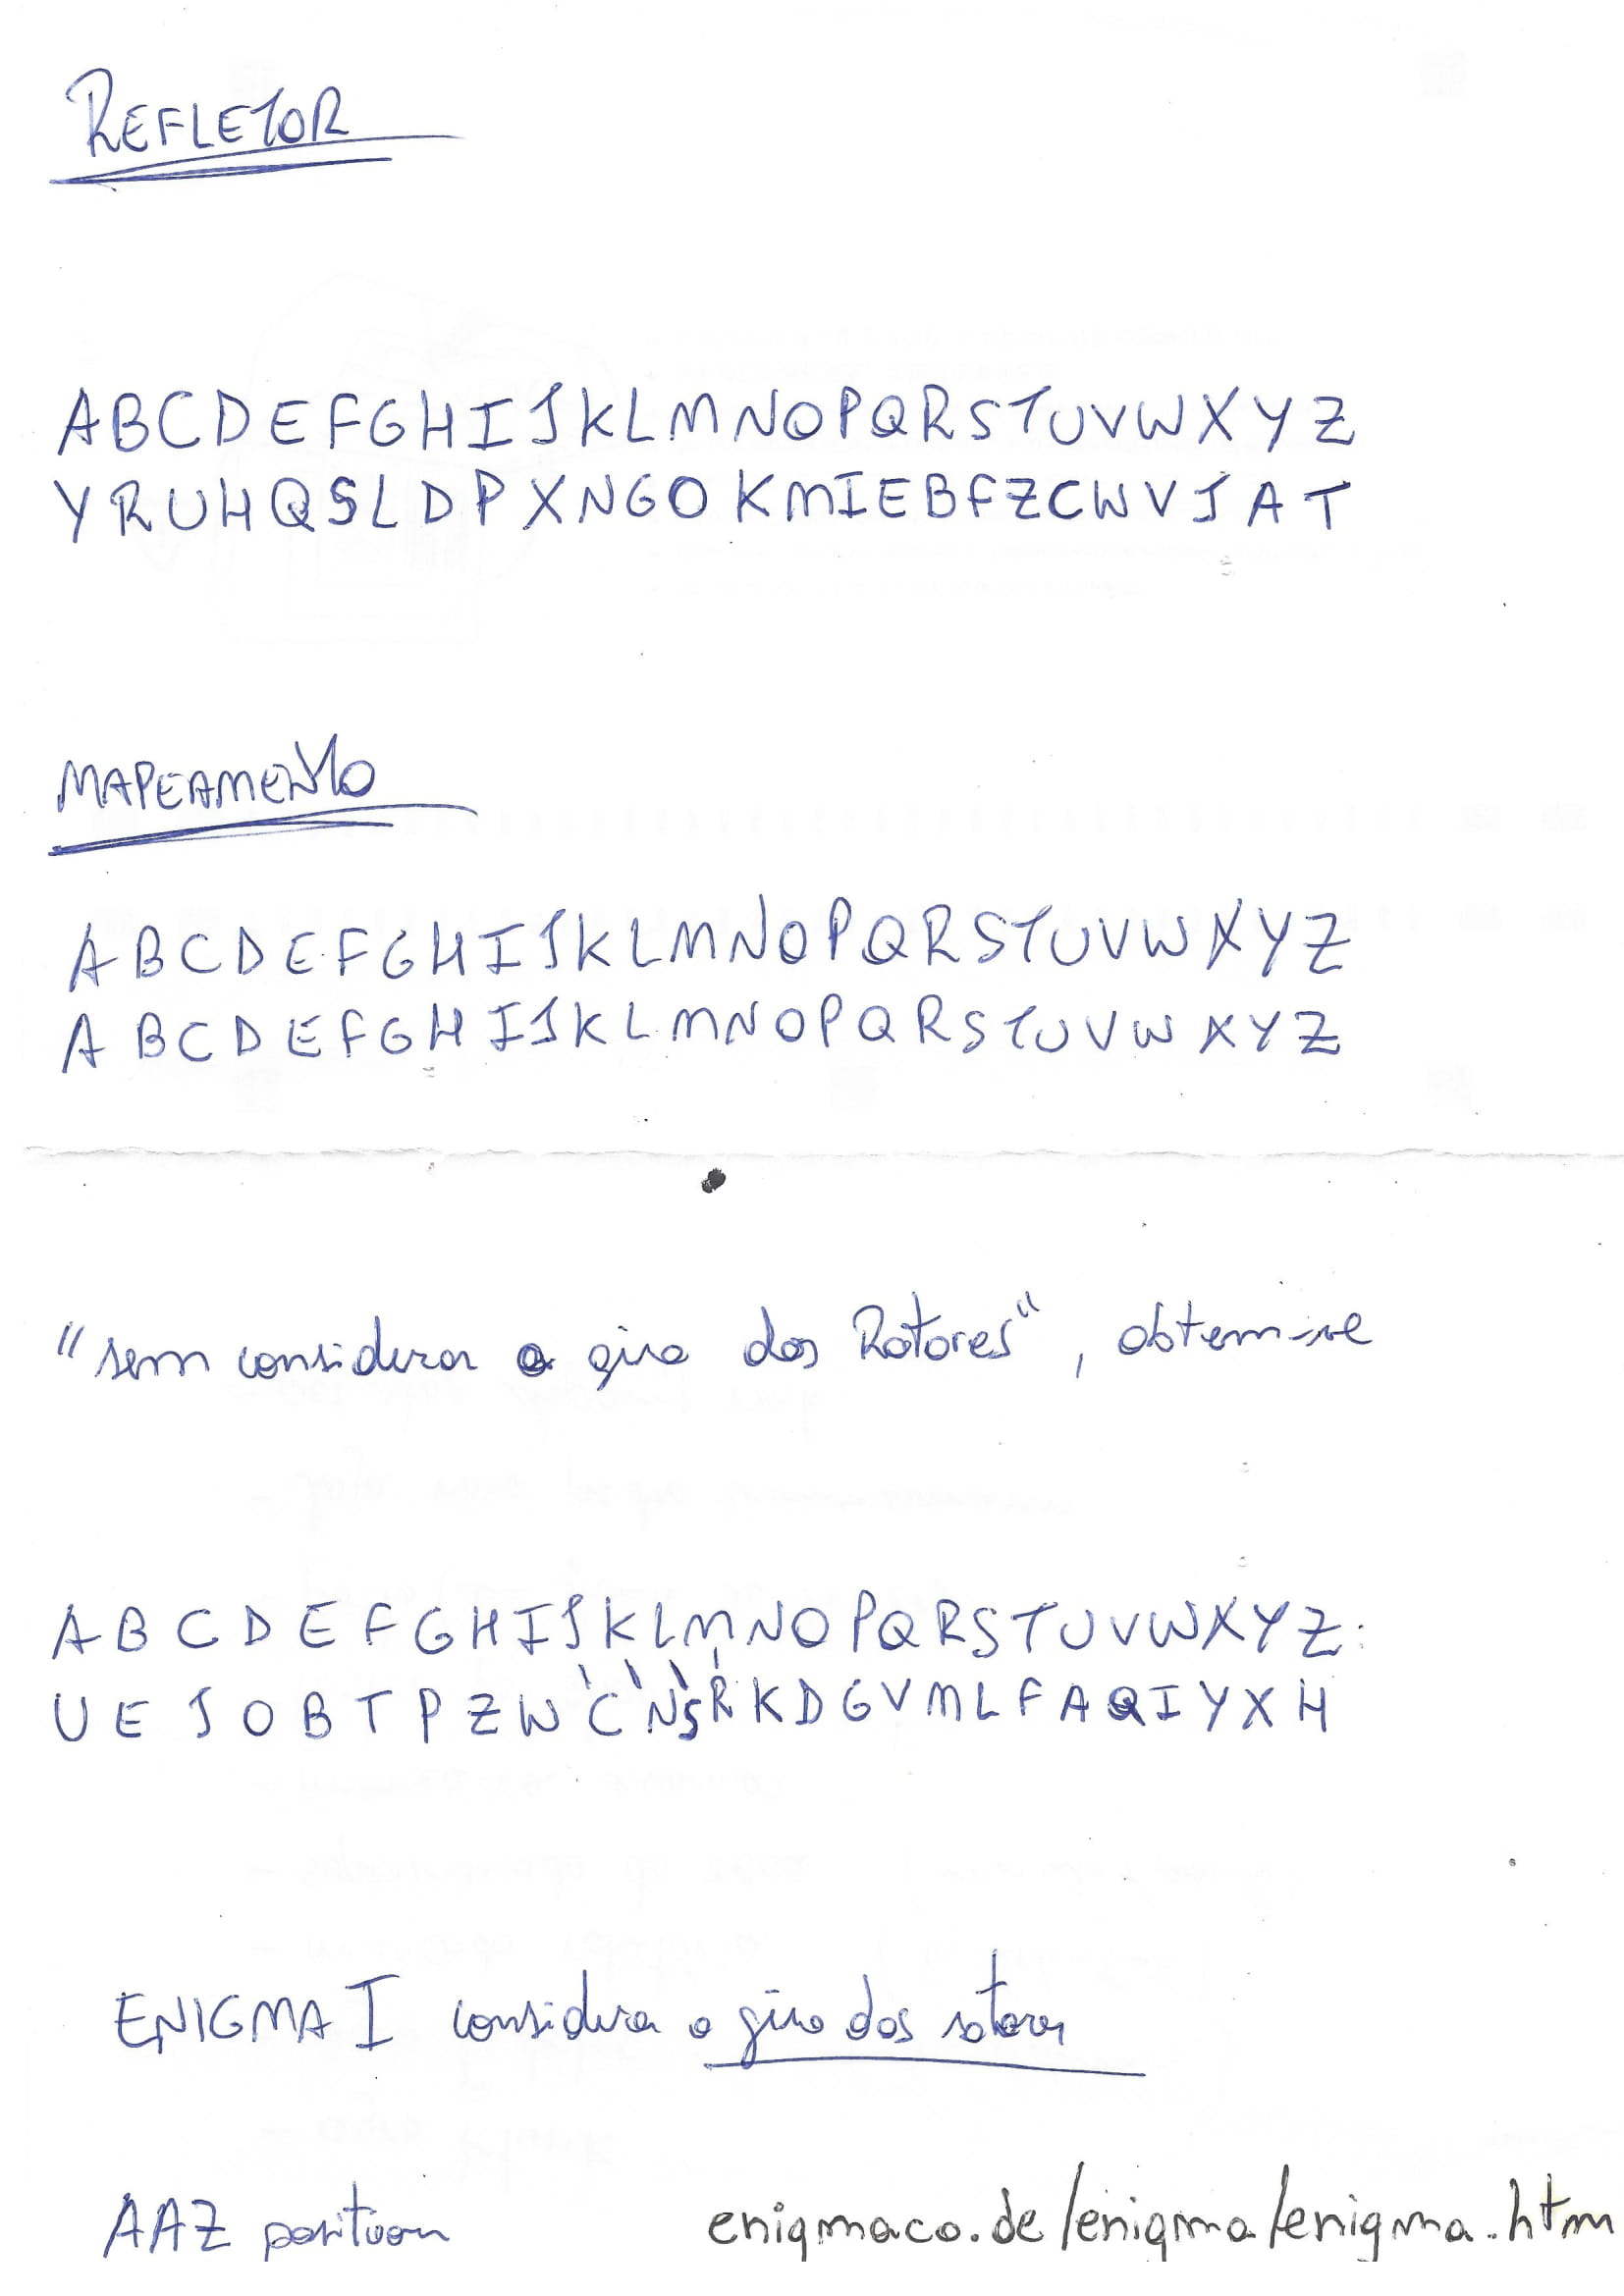 REFLETOR
ABCDEFGHIJKLMNOPQRSTUVWXYZ
YRUHQSLDPXNGOKMIEBFZCWVJAT
MAPEAMENTO
ABCDEFGHIJKLMNOPQRSTUVWXYZ
ABCDEFGHIJKLMNOPQRSTUVWXYZ
"sem considerar o giro dos Rotores", obtem-se
ABCDEFGHIJKLMNOPQRSTUVWXYZ
UEJOBTPZWCNSRKDGVMLFAQIYXH
ENIGMA I considera o giro dos rotores
AAZ position enigmaco.de/enigma/enigma.htm